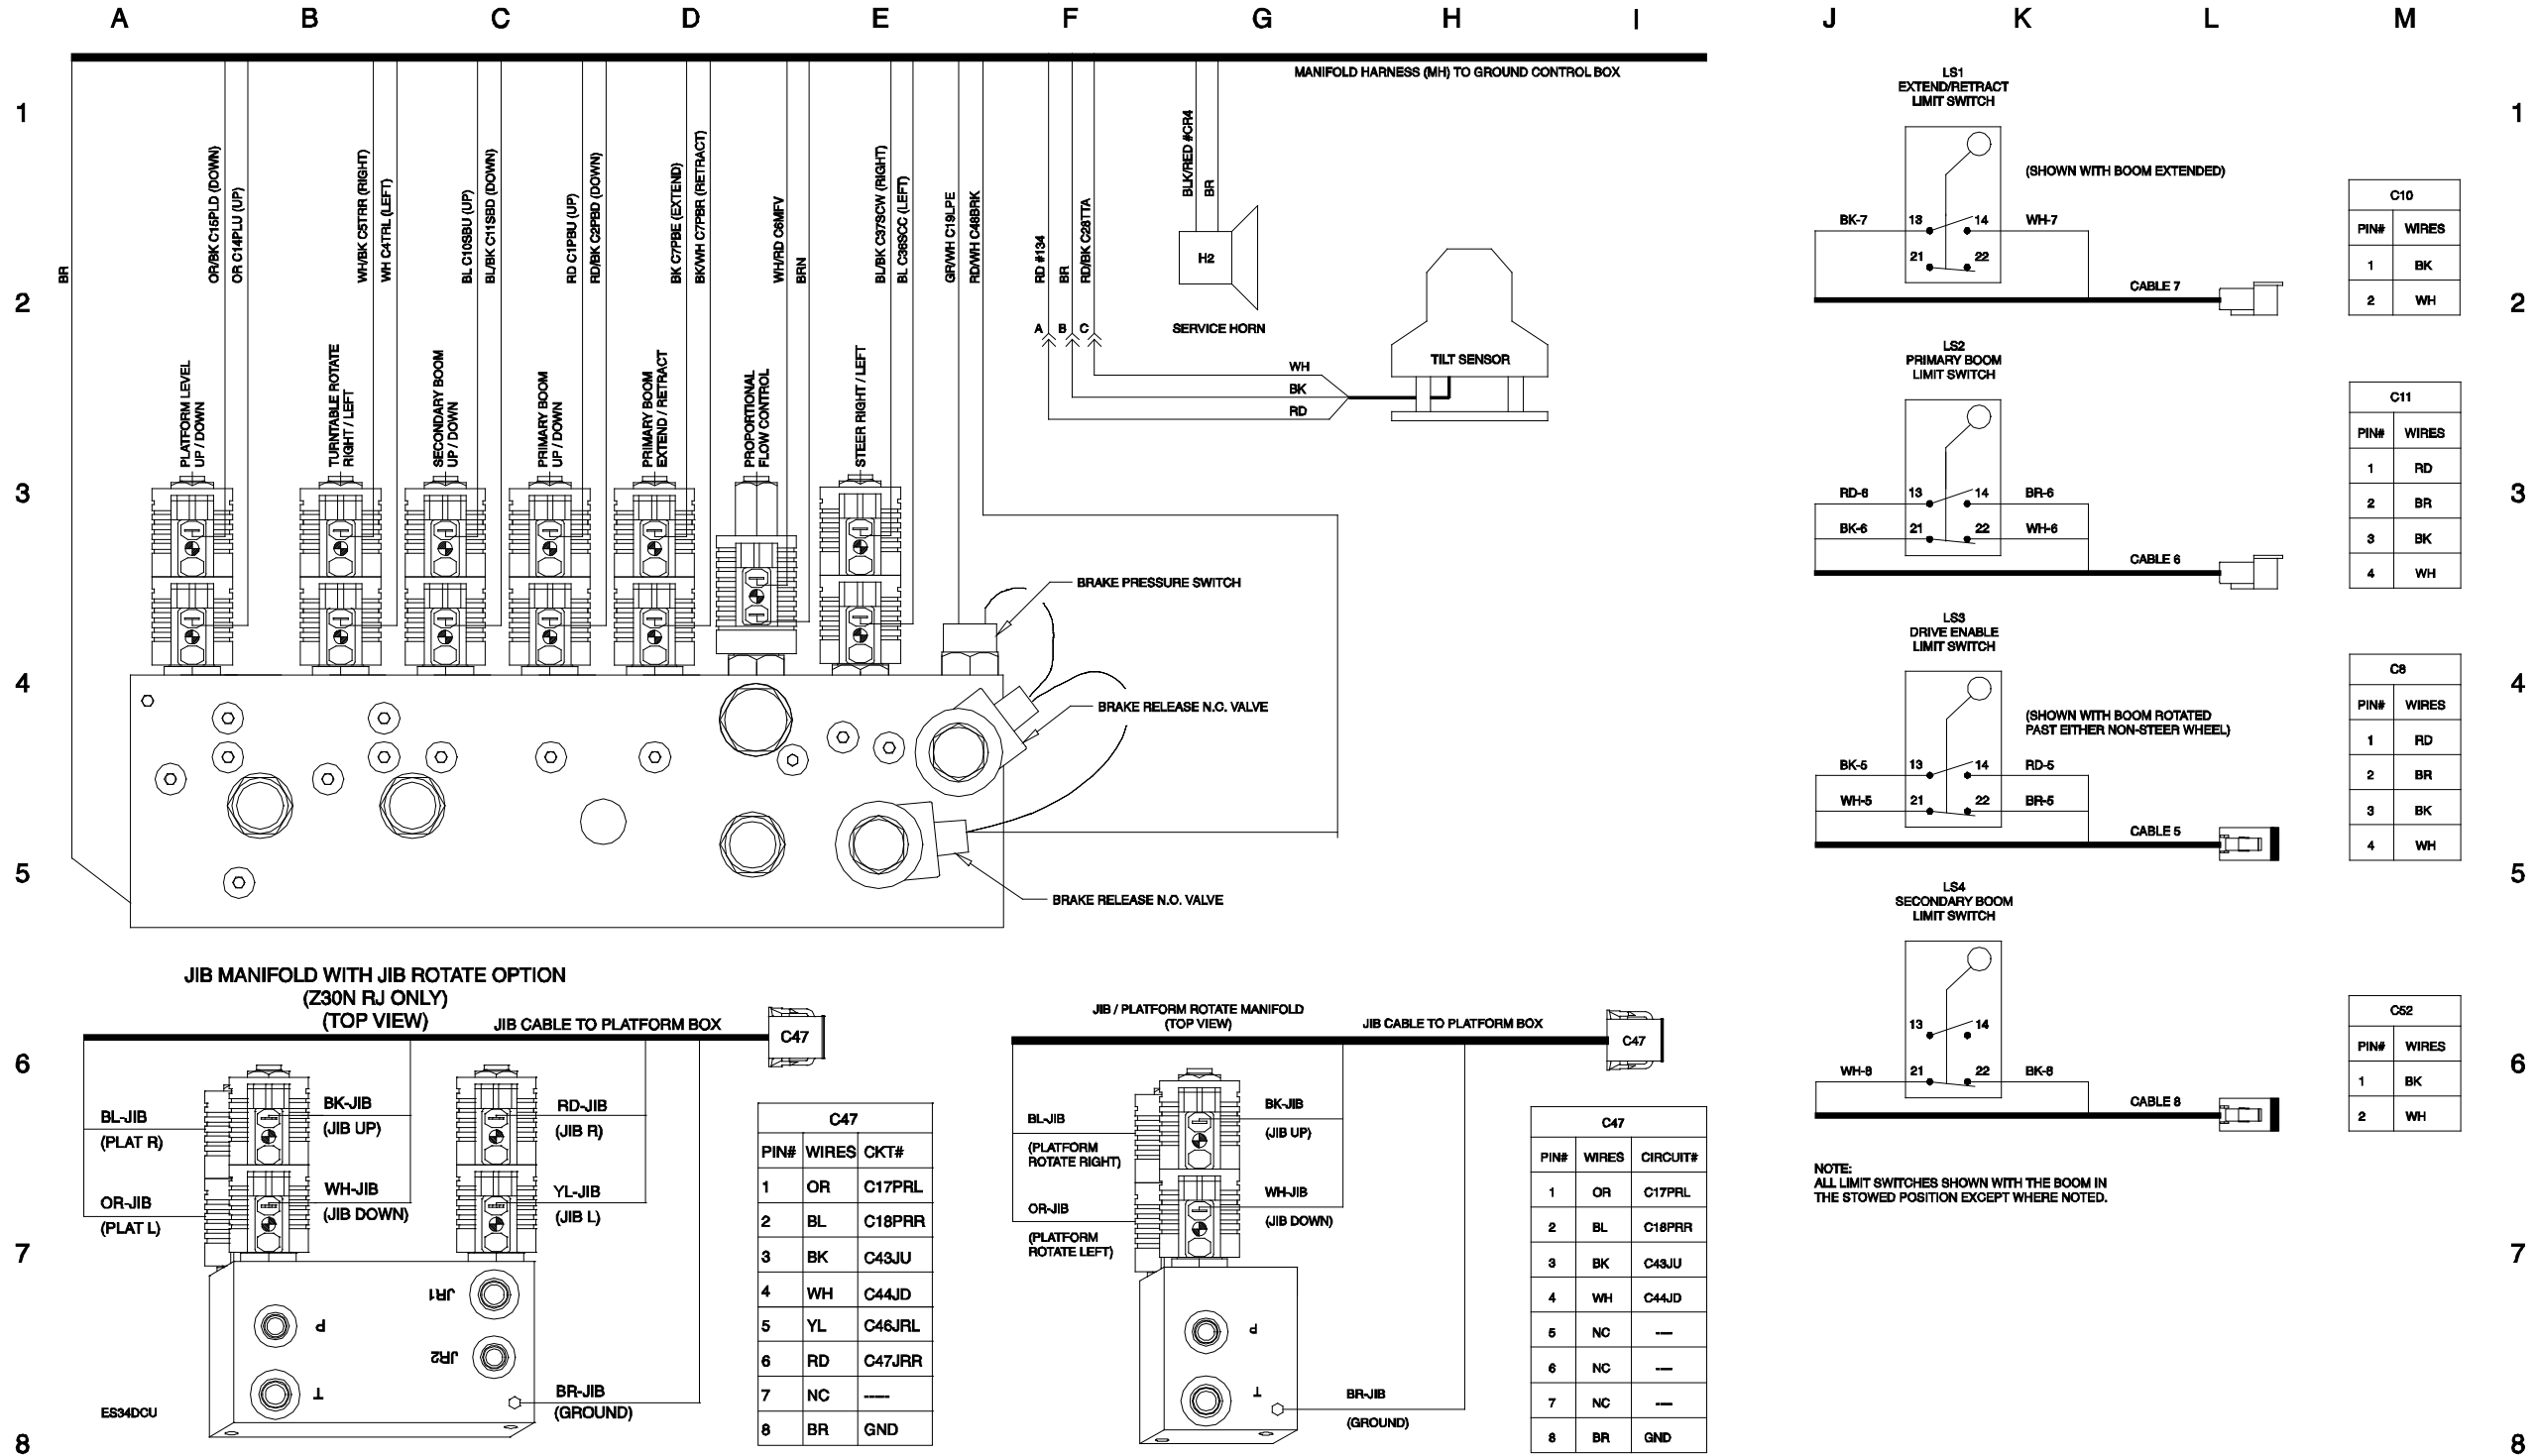 A B C D E F G H I J K L M
1 1
2 2
3 3
4 4
5 5
6 6
7 7
8 8
MANIFOLD HARNESS (MH) TO GROUND CONTROL BOX
BR
OR/BK C15PLD (DOWN)
OR C14PLU (UP)
WH/BK C5TRR (RIGHT)
WH C4TRL (LEFT)
BL C10SBU (UP)
BL/BK C11SBD (DOWN)
RD C1PBU (UP)
RD/BK C2PBD (DOWN)
BK C7PBE (EXTEND)
BK/WH C7PBR (RETRACT)
WH/RD C6MFV
BRN
BL/BK C37SCW (RIGHT)
BL C36SCC (LEFT)
GR/WH C19LPE
RD/WH C48BRK
RD #134
BR
RD/BK C28TTA
BLK/RED #CR4
BR
A B C
H2
SERVICE HORN
TILT SENSOR
WH
BK
RD
PLATFORM LEVEL
UP / DOWN
TURNTABLE ROTATE
RIGHT / LEFT
SECONDARY BOOM
UP / DOWN
PRIMARY BOOM
UP / DOWN
PRIMARY BOOM
EXTEND / RETRACT
PROPORTIONAL
FLOW CONTROL
STEER RIGHT / LEFT
BRAKE PRESSURE SWITCH
BRAKE RELEASE N.C. VALVE
BRAKE RELEASE N.O. VALVE
LS1
EXTEND/RETRACT
LIMIT SWITCH
(SHOWN WITH BOOM EXTENDED)
BK-7 13 14 WH-7
21 22
CABLE 7
C10
PIN# WIRES
1 BK
2 WH
LS2
PRIMARY BOOM
LIMIT SWITCH
RD-6 13 14 BR-6
BK-6 21 22 WH-6
CABLE 6
C11
PIN# WIRES
1 RD
2 BR
3 BK
4 WH
LS3
DRIVE ENABLE
LIMIT SWITCH
(SHOWN WITH BOOM ROTATED
PAST EITHER NON-STEER WHEEL)
BK-5 13 14 RD-5
WH-5 21 22 BR-5
CABLE 5
C8
PIN# WIRES
1 RD
2 BR
3 BK
4 WH
LS4
SECONDARY BOOM
LIMIT SWITCH
13 14
WH-8 21 22 BK-8
CABLE 8
C52
PIN# WIRES
1 BK
2 WH
NOTE:
ALL LIMIT SWITCHES SHOWN WITH THE BOOM IN
THE STOWED POSITION EXCEPT WHERE NOTED.
JIB MANIFOLD WITH JIB ROTATE OPTION
(Z30N RJ ONLY)
(TOP VIEW)
JIB CABLE TO PLATFORM BOX
C47
BL-JIB
(PLAT R)
OR-JIB
(PLAT L)
BK-JIB
(JIB UP)
WH-JIB
(JIB DOWN)
RD-JIB
(JIB R)
YL-JIB
(JIB L)
JR1
P
JR2
T
BR-JIB
(GROUND)
ES34DCU
C47
PIN# WIRES CKT#
1 OR C17PRL
2 BL C18PRR
3 BK C43JU
4 WH C44JD
5 YL C46JRL
6 RD C47JRR
7 NC -----
8 BR GND
JIB / PLATFORM ROTATE MANIFOLD
(TOP VIEW)
JIB CABLE TO PLATFORM BOX
C47
BL-JIB
(PLATFORM
ROTATE RIGHT)
OR-JIB
(PLATFORM
ROTATE LEFT)
BK-JIB
(JIB UP)
WH-JIB
(JIB DOWN)
P
T
BR-JIB
(GROUND)
C47
PIN# WIRES CIRCUIT#
1 OR C17PRL
2 BL C18PRR
3 BK C43JU
4 WH C44JD
5 NC ----
6 NC ----
7 NC ----
8 BR GND